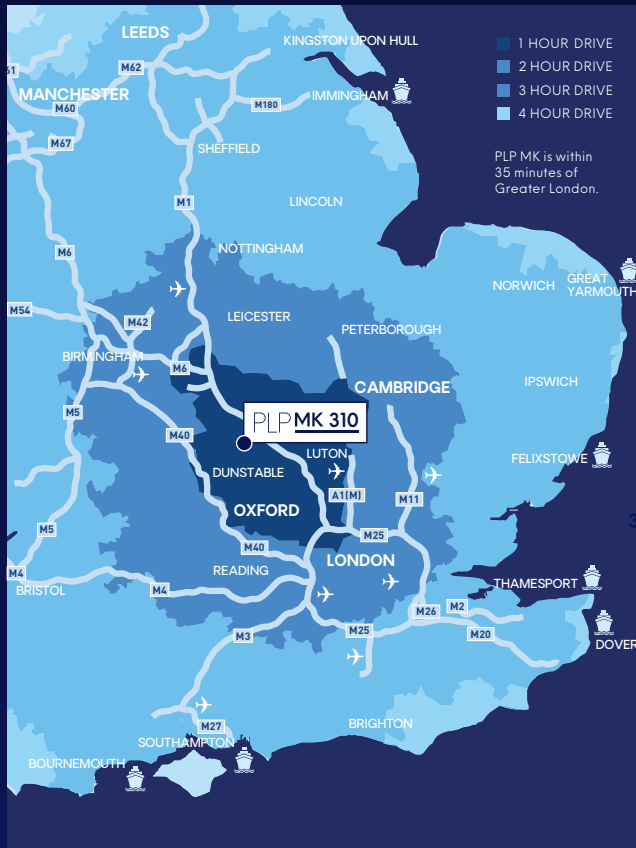 LEEDS
KINGSTON UPON HULL
1 HOUR DRIVE
2 HOUR DRIVE
3 HOUR DRIVE
4 HOUR DRIVE
61
M62
MANCHESTER
M60
M180
IMMINGHAM
M67
SHEFFIELD
PLP MK is within
35 minutes of
Greater London.
M1
LINCOLN
M6
NOTTINGHAM
NORWICH
GREAT
YARMOUTH
M54
M42
LEICESTER
PETERBOROUGH
BIRMINGHAM
M6
CAMBRIDGE
IPSWICH
M5
PLP MK 310
M40
LUTON
DUNSTABLE
FELIXSTOWE
A1(M)
M11
OXFORD
M5
M25
M40
LONDON
M4
READING
BRISTOL
M4
THAMESPORT
M26
M2
M3
M25
M20
DOVER
M27
BRIGHTON
SOUTHAMPTON
BOURNEMOUTH